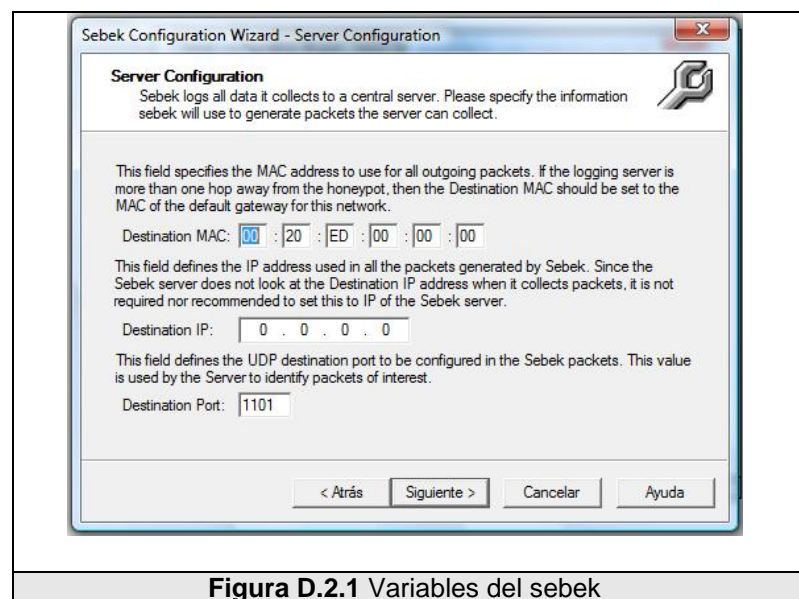 Sebek Configuration Wizard - Server Configuration
Server Configuration
Sebek logs all data it collects to a central server. Please specify the information
sebek will use to generate packets the server can collect.
This field specifies the MAC address to use for all outgoing packets. If the logging server is
more than one hop away from the honeypot, then the Destination MAC should be set to the
MAC of the default gateway for this network.
Destination MAC: 00 : 20 : ED : 00 : 00 : 00
This field defines the IP address used in all the packets generated by Sebek. Since the
Sebek server does not look at the Destination IP address when it collects packets, it is not
required nor recommended to set this to IP of the Sebek server.
Destination IP: 0 . 0 . 0 . 0
This field defines the UDP destination port to be configured in the Sebek packets. This value
is used by the Server to identify packets of interest.
Destination Port: 1101
< Atrás Siguiente > Cancelar Ayuda
Figura D.2.1 Variables del sebek